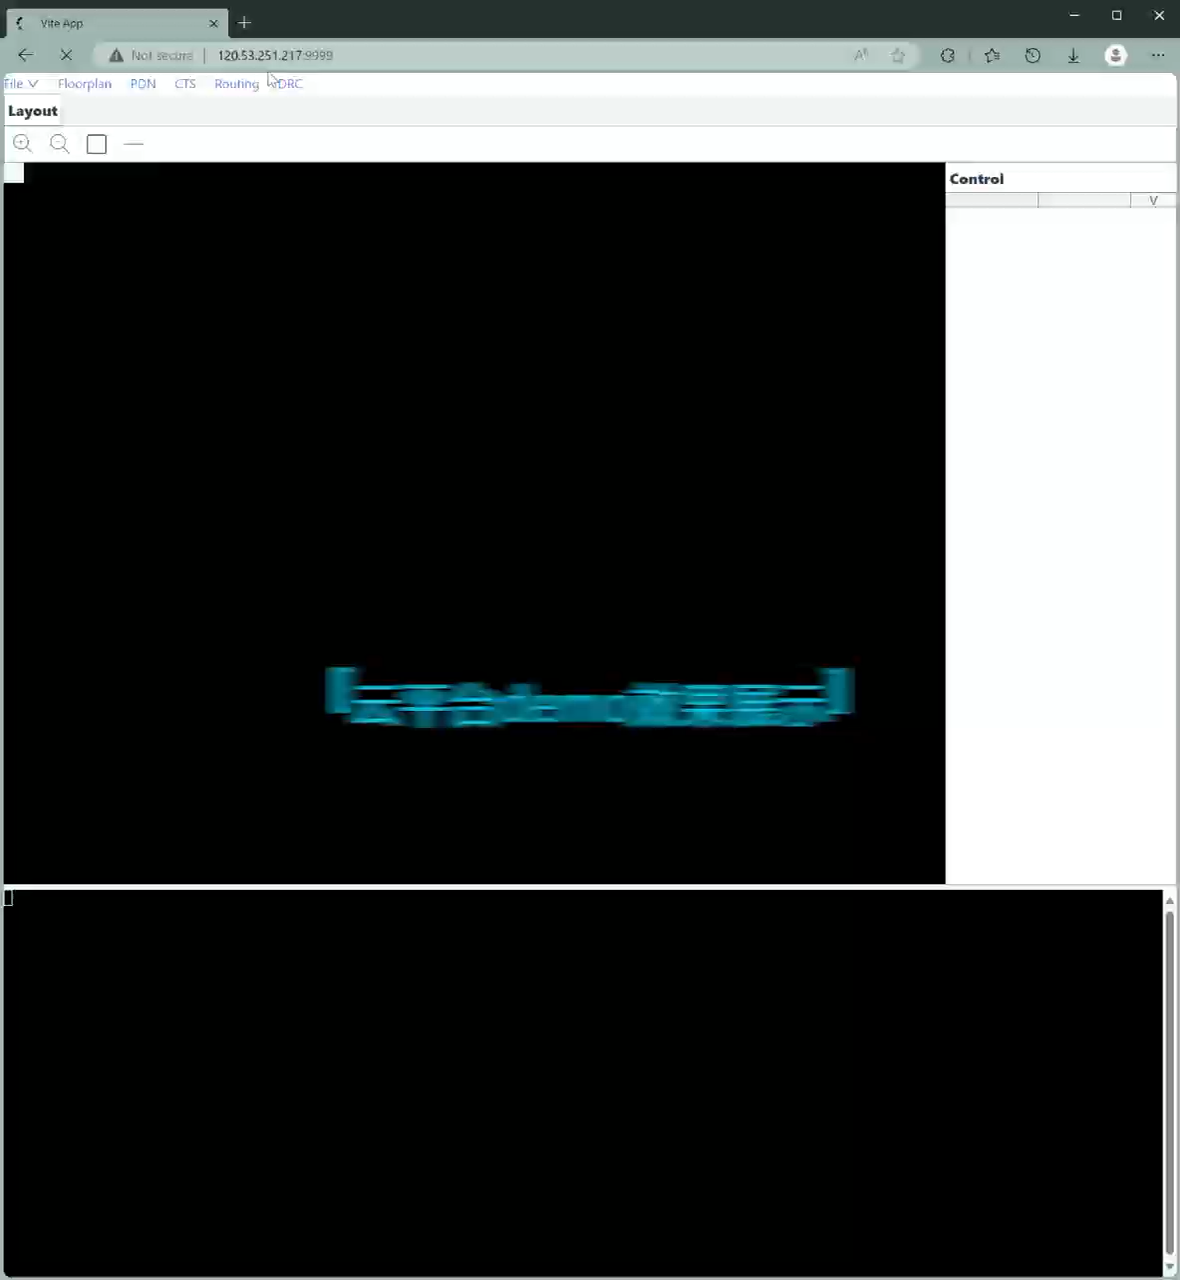 Vite App
Not secure | 120.53.251.217:9999
File Floorplan PDN CTS Routing DRC
Layout
Control
V